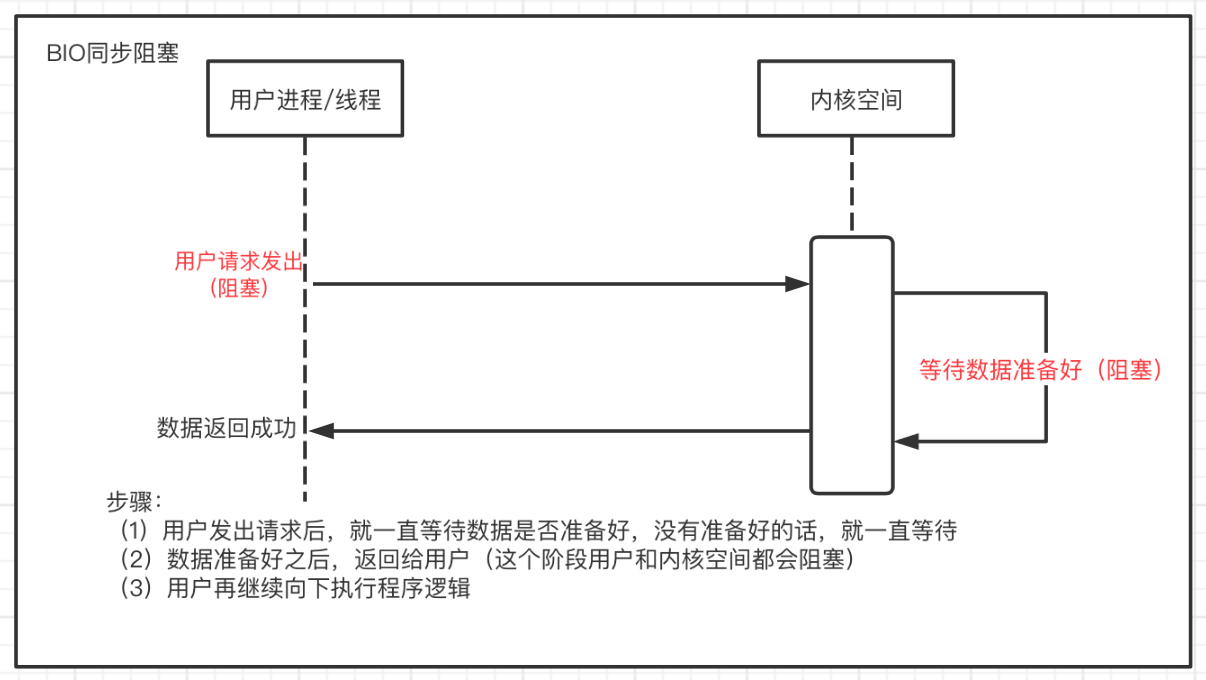 BIO同步阻塞
用户进程/线程
内核空间
用户请求发出
(阻塞)
等待数据准备好（阻塞）
数据返回成功
步骤：
（1）用户发出请求后，就一直等待数据是否准备好，没有准备好的话，就一直等待
（2）数据准备好之后，返回给用户（这个阶段用户和内核空间都会阻塞）
（3）用户再继续向下执行程序逻辑